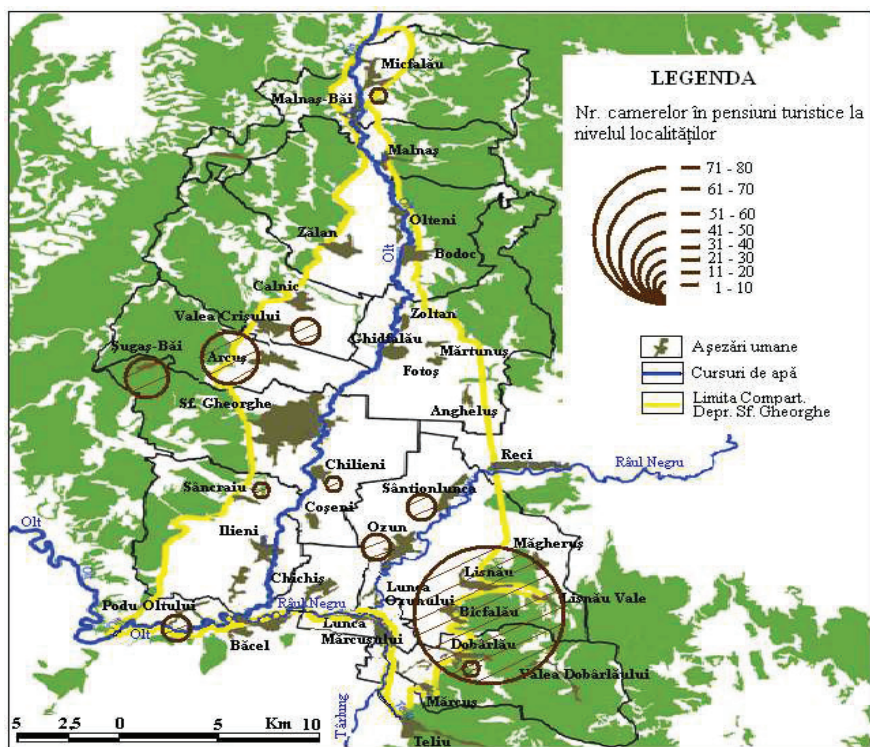 LEGENDA
Nr. camerelor în pensiuni turistice la
nivelul localităților
71 - 80
61 - 70
51 - 60
41 - 50
31 - 40
21 - 30
11 - 20
1 - 10
Așezări umane
Cursuri de apă
Limita Compart.
Depr. Sf. Gheorghe
Micfalău
Malnaș-Băi
Malnaș
Olt
Olteni
Zălan
Olt
Bodoc
Calnic
Valea Crișului
Zoltan
Șugaș-Băi
Arcuș
Ghidfalău
Mărtunuș
Fotoș
Sf. Gheorghe
Angheluș
Reci
Chilieni
Râul Negru
Sâncraiu
Sântionlunca
Coșeni
Olt
Ilieni
Ozun
Măgheruș
Lisnău
Chichiș
Lunca
Ozunului
Lisnău Vale
Podu Oltului
Râul Negru
Bicfalău
Olt
Lunca
Mărcușului
Băcel
Dobârlău
Valea Dobârlăului
Mărcuș
Târlung
Teliu
5 2,5 0 Km 10